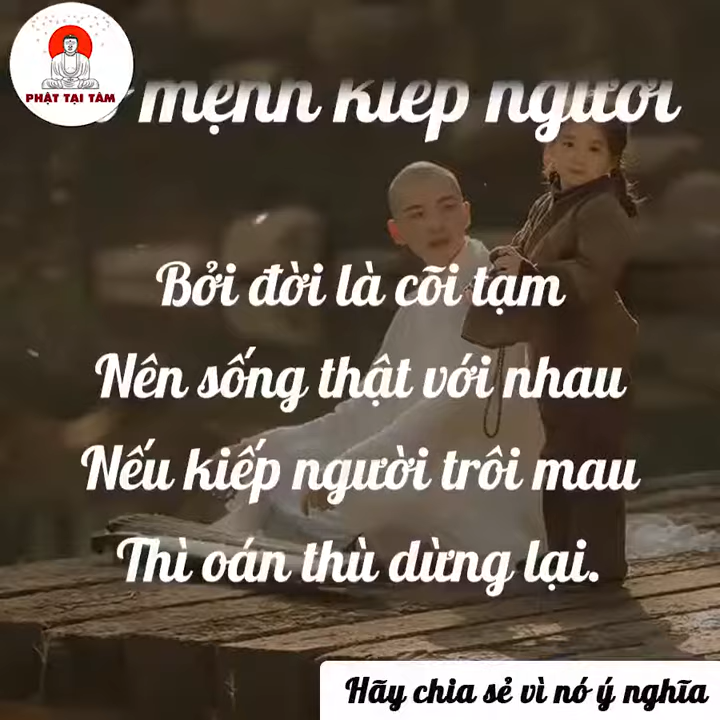 PHẬT TẠI TÂM
mệnh kiếp người
Bởi đời là cõi tạm
Nên sống thật với nhau
Nếu kiếp người trôi mau
Thì oán thù dừng lại.
Hãy chia sẻ vì nó ý nghĩa